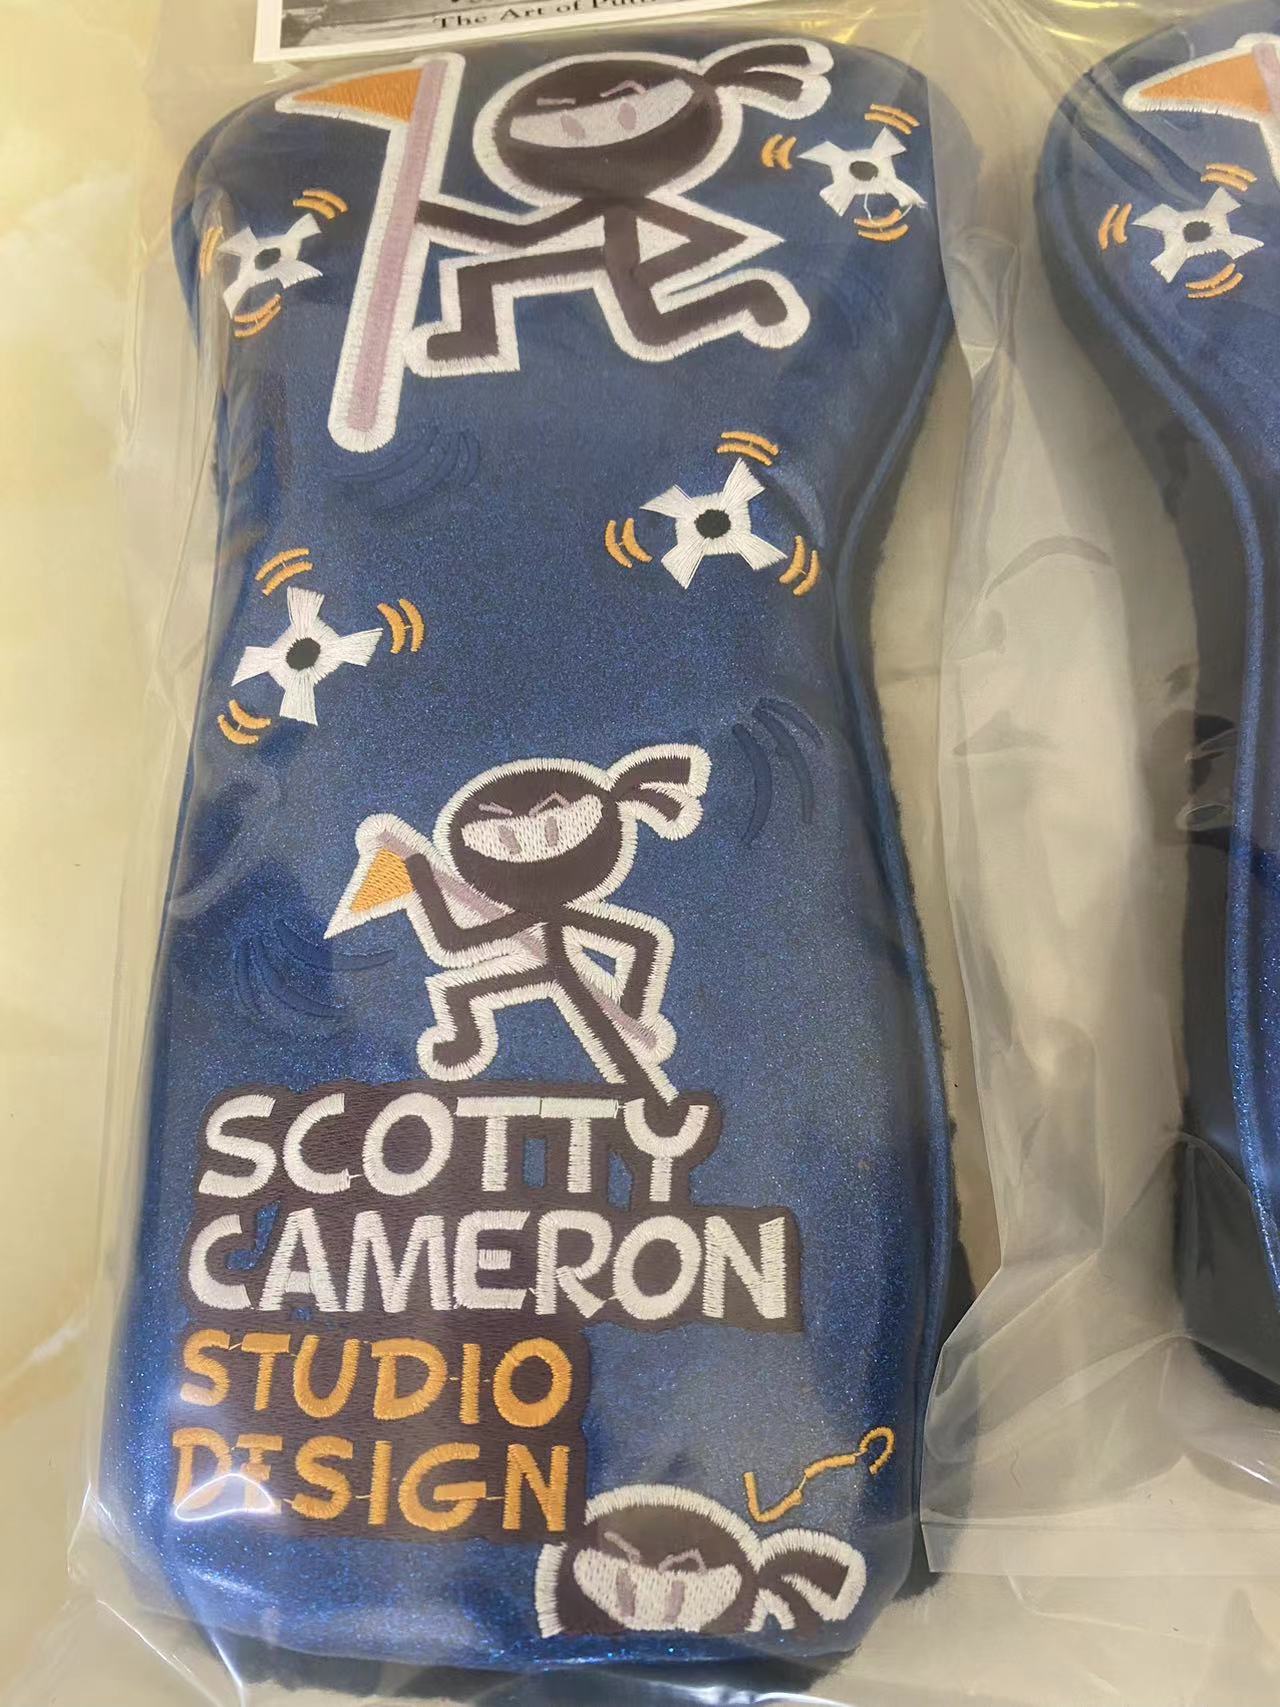 The Art of Putt
SCOTTY
CAMERON
STUDIO
DESIGN